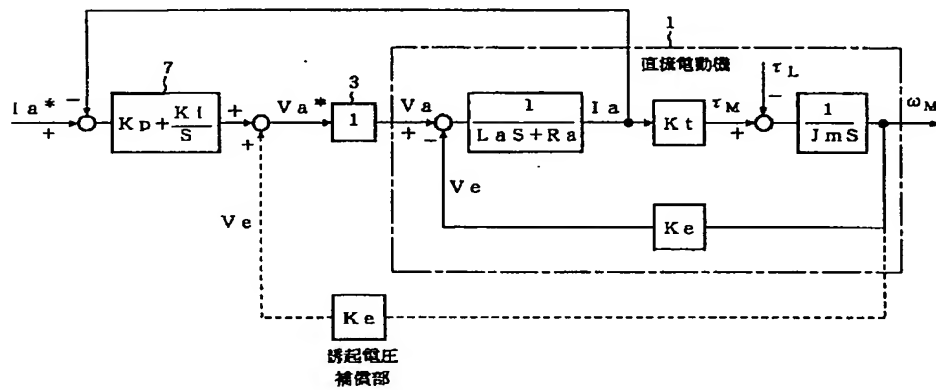 1
直接電動機
7
3
Ia*
−
+
Kp+
Ki
S
+
+
Va*
1
Va
+
−
1
LaS+Ra
Ia
Kt
τM
+
τL
−
1
JmS
ωM
Ve
Ve
Ke
Ke
誘起電圧
補償部